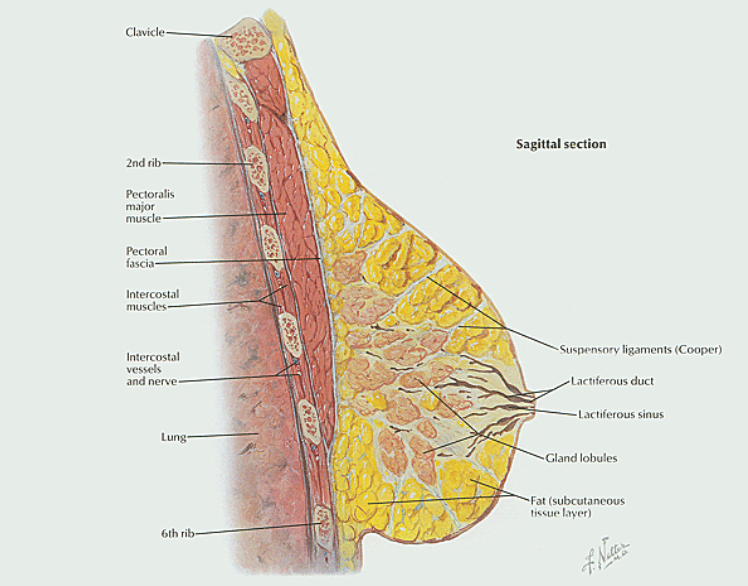 Clavicle
Sagittal section
2nd rib
Pectoralis
major
muscle
Pectoral
fascia
Intercostal
muscles
Intercostal
vessels
and nerve
Lung
6th rib
Suspensory ligaments (Cooper)
Lactiferous duct
Lactiferous sinus
Gland lobules
Fat (subcutaneous
tissue layer)
F. Netter
M.D.